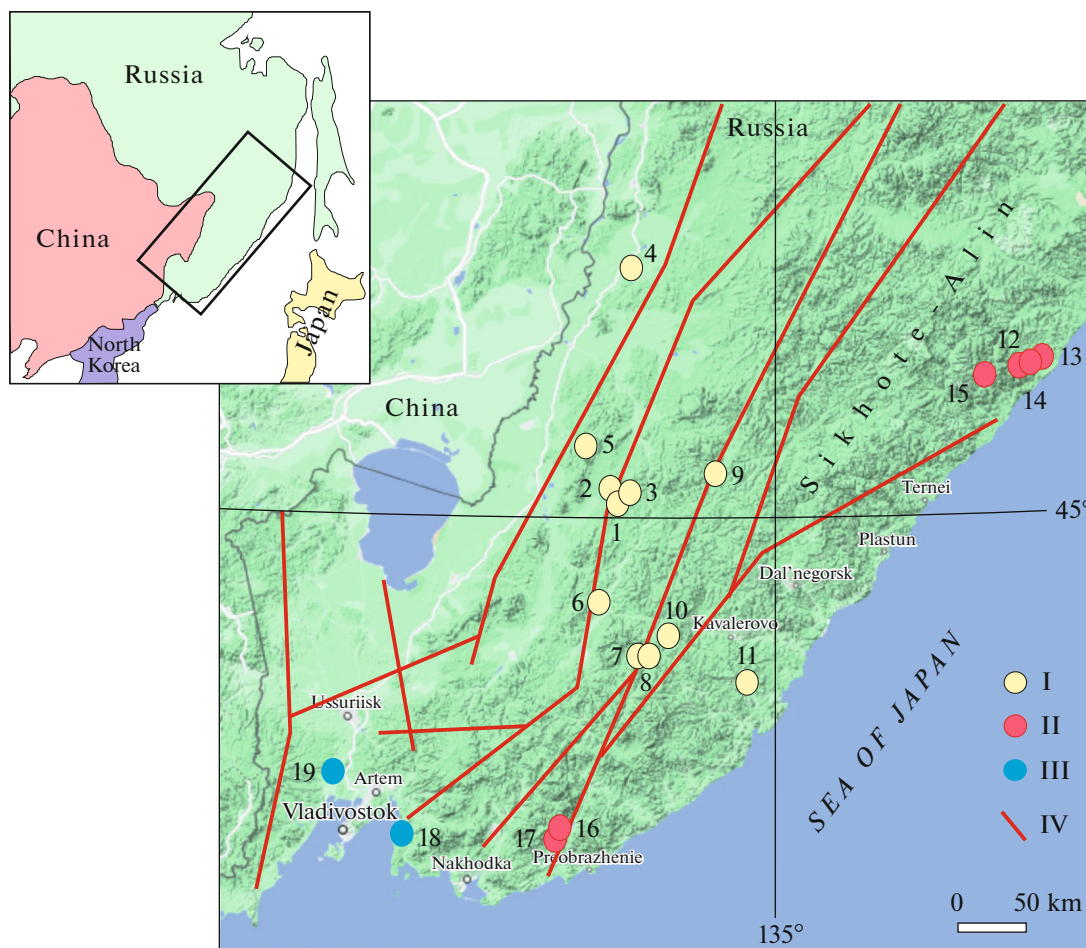 Russia
China
North
Korea
Japan
Russia
China
Sikhote-Alin
4
5
2
3
1
9
12
13
15
14
Ternei
45°
Plastun
Dal'negorsk
6
10
Kavalerovo
7
8
11
Ussuriisk
19
Artem
Vladivostok
18
17
16
Nakhodka
Preobrazhenie
SEA OF JAPAN
I
II
III
IV
0 50 km
135°